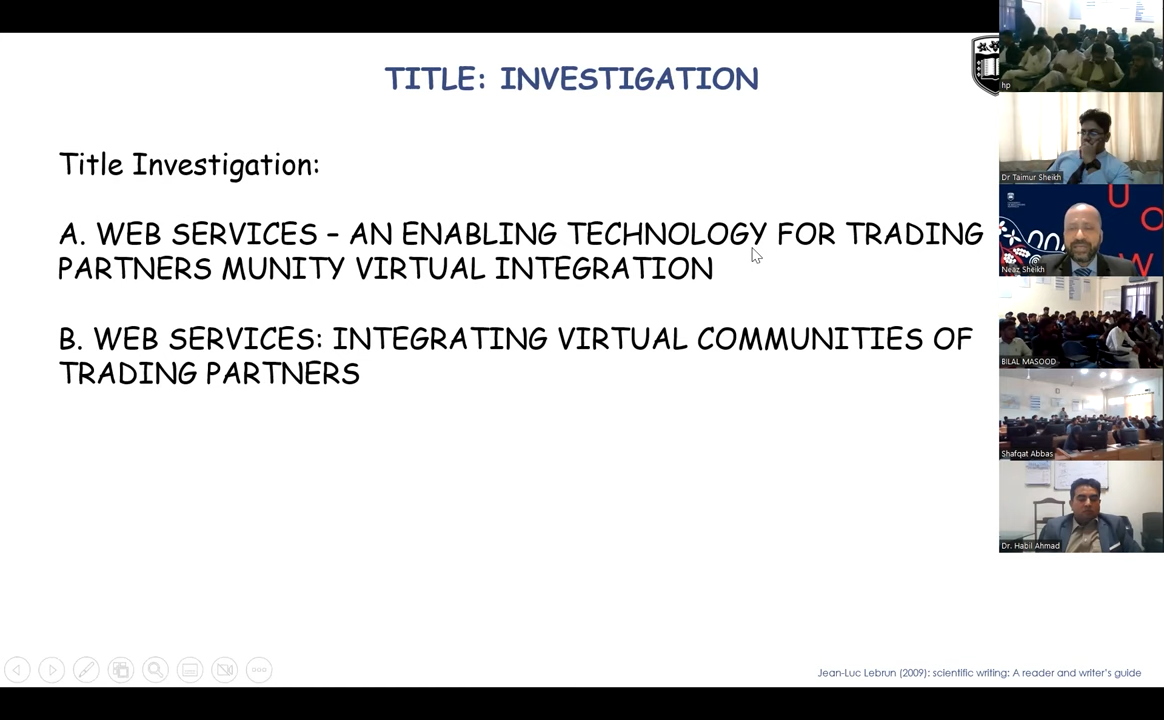 TITLE: INVESTIGATION
Title Investigation:
A. WEB SERVICES – AN ENABLING TECHNOLOGY FOR TRADING
PARTNERS MUNITY VIRTUAL INTEGRATION
B. WEB SERVICES: INTEGRATING VIRTUAL COMMUNITIES OF
TRADING PARTNERS
Jean-Luc Lebrun (2009): scientific writing: A reader and writer's guide
hp
Dr Taimur Sheikh
U
O
W
Neaz Sheikh
BILAL MASOOD
Shafqat Abbas
Dr. Habil Ahmad